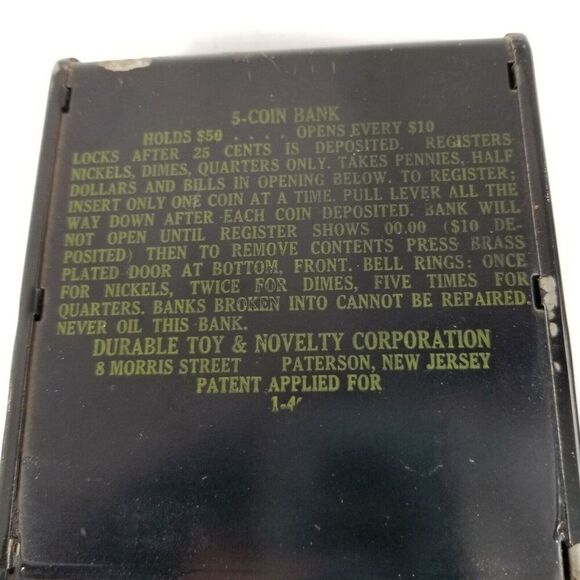 5-COIN BANK
HOLDS $50 . . . . OPENS EVERY $10
LOCKS AFTER 25 CENTS IS DEPOSITED. REGISTERS
NICKELS, DIMES, QUARTERS ONLY. TAKES PENNIES, HALF
DOLLARS AND BILLS IN OPENING BELOW. TO REGISTER;
INSERT ONLY ONE COIN AT A TIME. PULL LEVER ALL THE
WAY DOWN AFTER EACH COIN DEPOSITED. BANK WILL
NOT OPEN UNTIL REGISTER SHOWS 00.00 ($10 DE-
POSITED) THEN TO REMOVE CONTENTS PRESS BRASS
PLATED DOOR AT BOTTOM, FRONT. BELL RINGS: ONCE
FOR NICKELS, TWICE FOR DIMES, FIVE TIMES FOR
QUARTERS. BANKS BROKEN INTO CANNOT BE REPAIRED.
NEVER OIL THIS BANK.
DURABLE TOY & NOVELTY CORPORATION
8 MORRIS STREET PATERSON, NEW JERSEY
PATENT APPLIED FOR